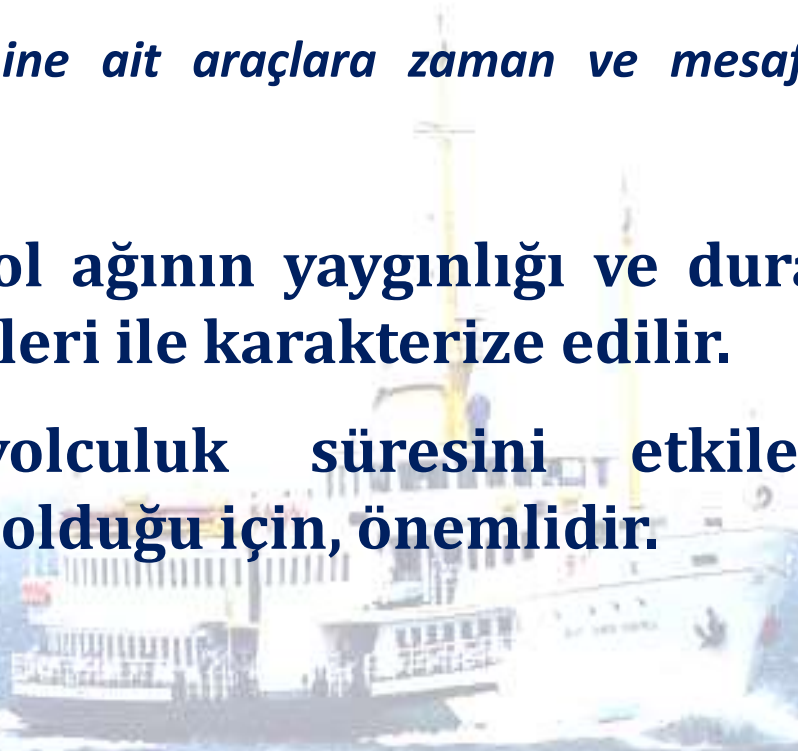 ine ait araçlara zaman ve mesaf
ol ağının yaygınlığı ve dura
leri ile karakterize edilir.
yolculuk süresini etkile
olduğu için, önemlidir.